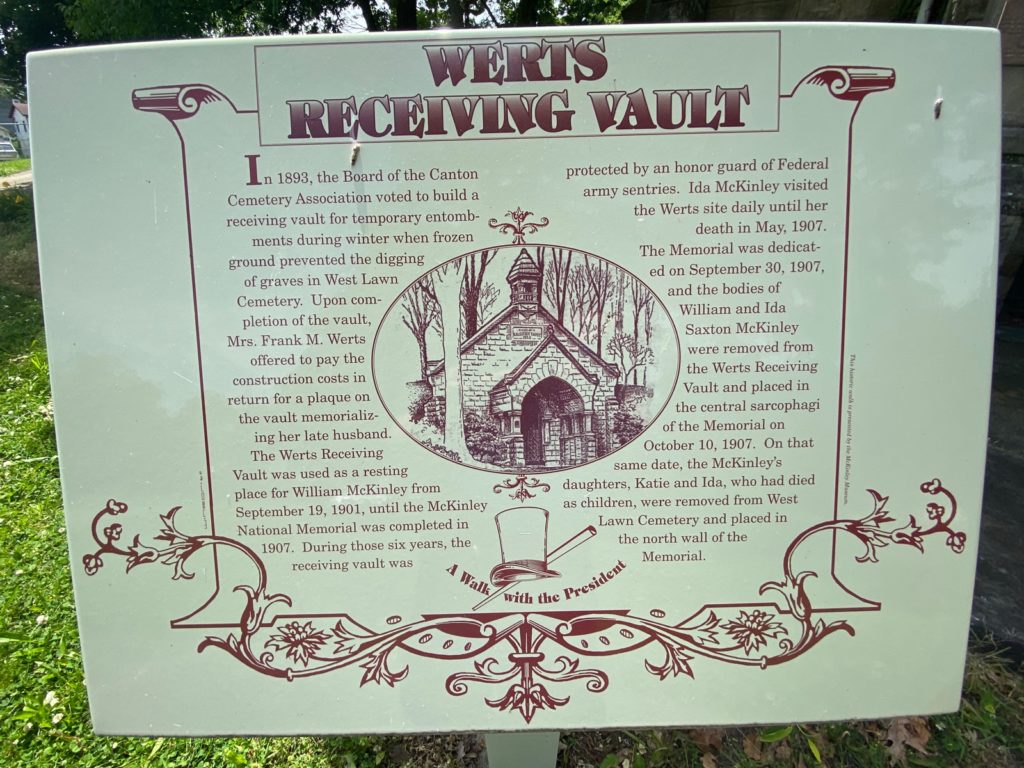 WERTS
RECEIVING VAULT
In 1893, the Board of the Canton
Cemetery Association voted to build a
receiving vault for temporary entomb-
ments during winter when frozen
ground prevented the digging
of graves in West Lawn
Cemetery. Upon com-
pletion of the vault,
Mrs. Frank M. Werts
offered to pay the
construction costs in
return for a plaque on
the vault memorializ-
ing her late husband.
The Werts Receiving
Vault was used as a resting
place for William McKinley from
September 19, 1901, until the McKinley
National Memorial was completed in
1907. During those six years, the
receiving vault was
protected by an honor guard of Federal
army sentries. Ida McKinley visited
the Werts site daily until her
death in May, 1907.
The Memorial was dedicat-
ed on September 30, 1907,
and the bodies of
William and Ida
Saxton McKinley
were removed from
the Werts Receiving
Vault and placed in
the central sarcophagi
of the Memorial on
October 10, 1907. On that
same date, the McKinley's
daughters, Katie and Ida, who had died
as children, were removed from West
Lawn Cemetery and placed in
the north wall of the
Memorial.
A Walk with the President
This historic walk is presented by the McKinley Museum.